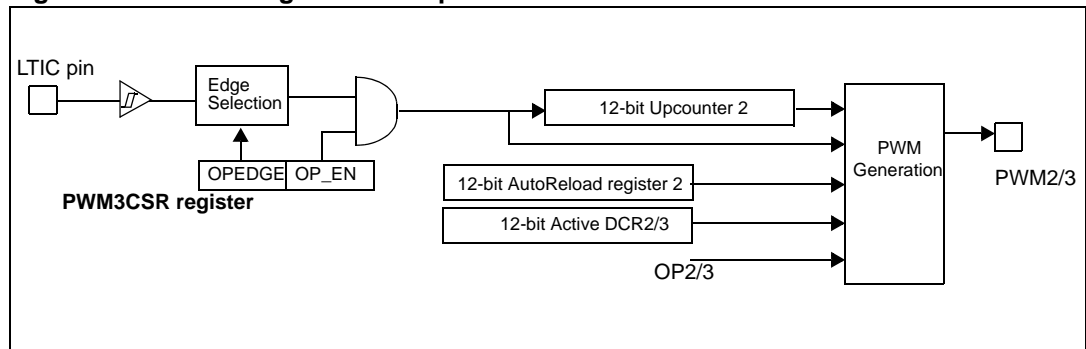 LTIC pin
Edge
Selection
12-bit Upcounter 2
PWM
Generation
OPEDGE OP_EN
12-bit AutoReload register 2
PWM2/3
PWM3CSR register
12-bit Active DCR2/3
OP2/3